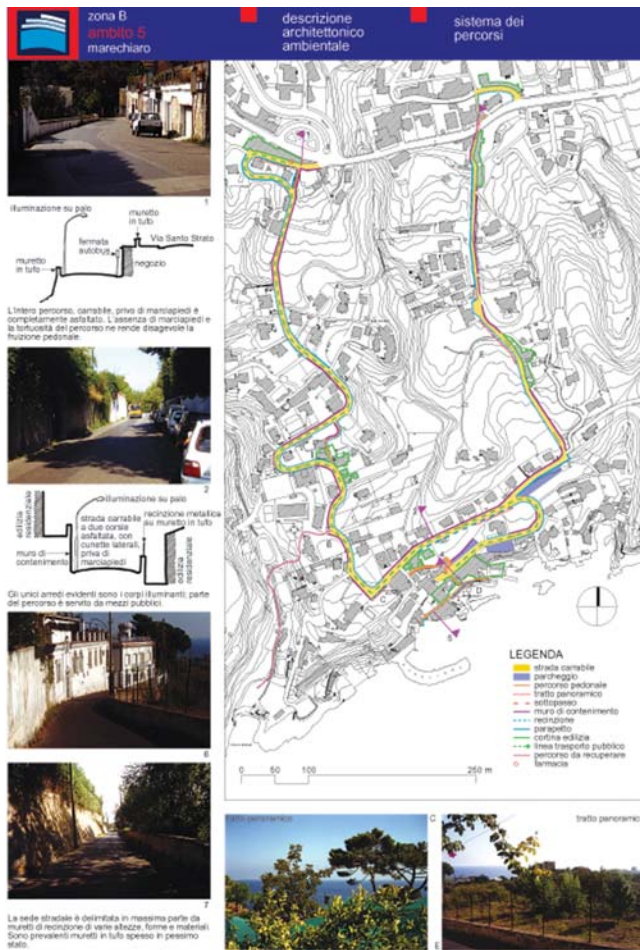 zona B
ambito 5
marechiaro
descrizione
architettonico
ambientale
sistema dei
percorsi
1
illuminazione su palo
muretto
in tufo
fermata
autobus
Via Santo Strato
muretto
in tufo
negozio
L'intero percorso, carrabile, privo di marciapiedi è
completamente asfaltato. L'assenza di marciapiedi e
la tortuosità del percorso ne rende disagevole la
fruizione pedonale.
2
illuminazione su palo
edilizia
residenziale
strada carrabile
a due corsie
asfaltata, con
cunette laterali,
priva di
marciapiedi
recinzione metallica
su muretto in tufo
muro di
contenimento
edilizia
residenziale
Gli unici arredi evidenti sono i corpi illuminanti; parte
del percorso è servito da mezzi pubblici.
6
7
La sede stradale è delimitata in massima parte da
muretti di recinzione di varie altezze, forme e materiali.
Sono prevalenti muretti in tufo spesso in pessimo
stato.
A
B
C
D
6
LEGENDA
strada carrabile
parcheggio
percorso pedonale
tratto panoramico
sottopasso
muro di contenimento
recinzione
parapetto
cortina edilizia
linea trasporto pubblico
percorso da recuperare
farmacia
0 50 100 250 m
tratto panoramico
C
tratto panoramico
E